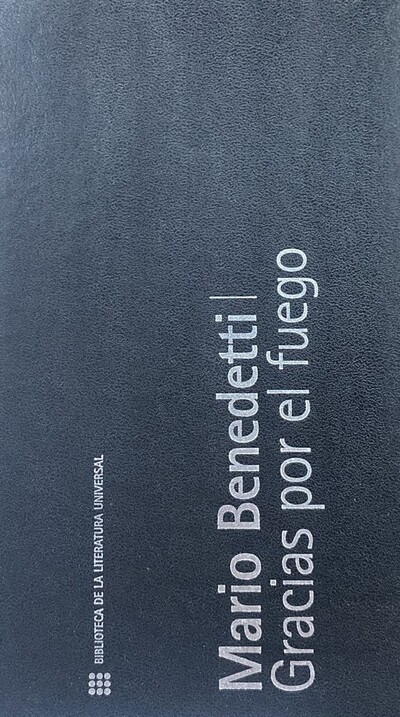 BIBLIOTECA DE LA LITERATURA UNIVERSAL
Mario Benedetti |
Gracias por el fuego